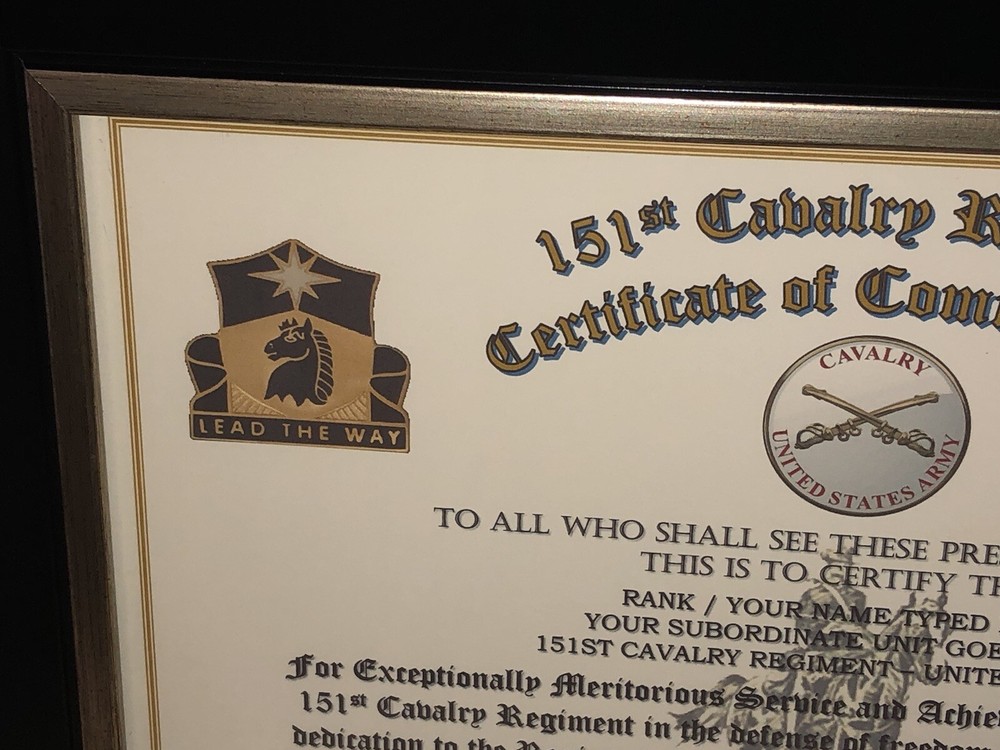 151st Cavalry R
Certificate of Com
LEAD THE WAY
CAVALRY
UNITED STATES ARMY
TO ALL WHO SHALL SEE THESE PRE
THIS IS TO CERTIFY TH
RANK / YOUR NAME TYPED
YOUR SUBORDINATE UNIT GOE
151ST CAVALRY REGIMENT - UNITE
For Exceptionally Meritorious Service and Achie
151st Cavalry Regiment in the defense of freedom
dedication to the